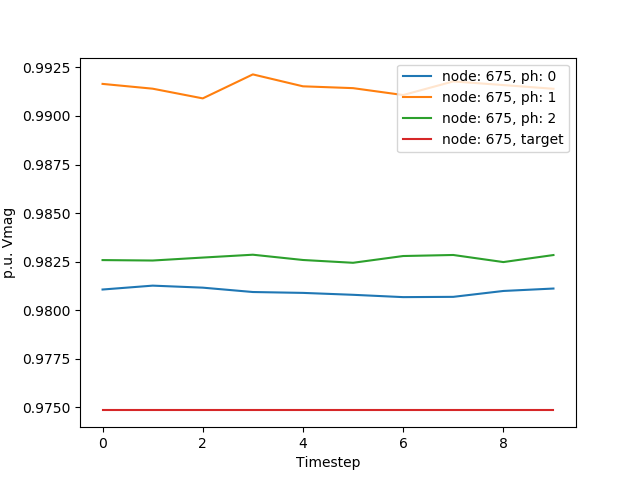 0.9925
0.9900
0.9875
0.9850
0.9825
0.9800
0.9775
0.9750
p.u. Vmag
node: 675, ph: 0
node: 675, ph: 1
node: 675, ph: 2
node: 675, target
0 2 4 6 8
Timestep